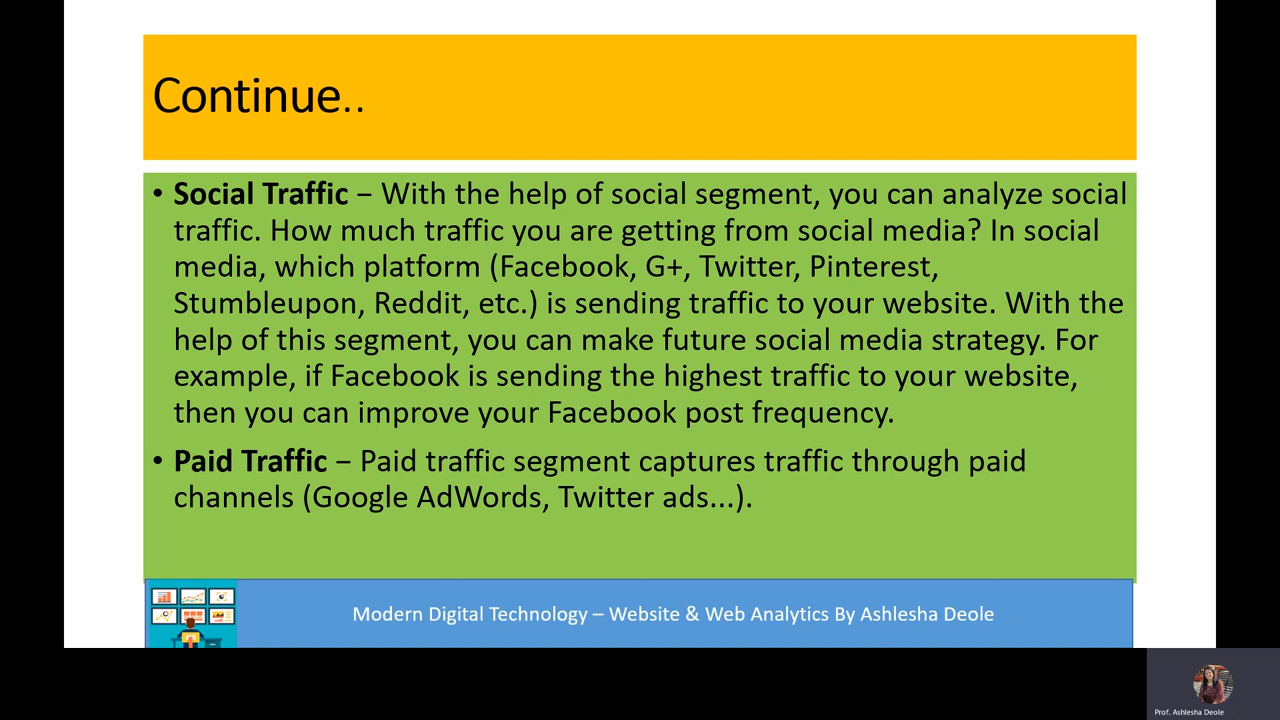 Continue..
• Social Traffic – With the help of social segment, you can analyze social
traffic. How much traffic you are getting from social media? In social
media, which platform (Facebook, G+, Twitter, Pinterest,
Stumbleupon, Reddit, etc.) is sending traffic to your website. With the
help of this segment, you can make future social media strategy. For
example, if Facebook is sending the highest traffic to your website,
then you can improve your Facebook post frequency.
• Paid Traffic – Paid traffic segment captures traffic through paid
channels (Google AdWords, Twitter ads...).
Modern Digital Technology – Website & Web Analytics By Ashlesha Deole
Prof. Ashlesha Deole